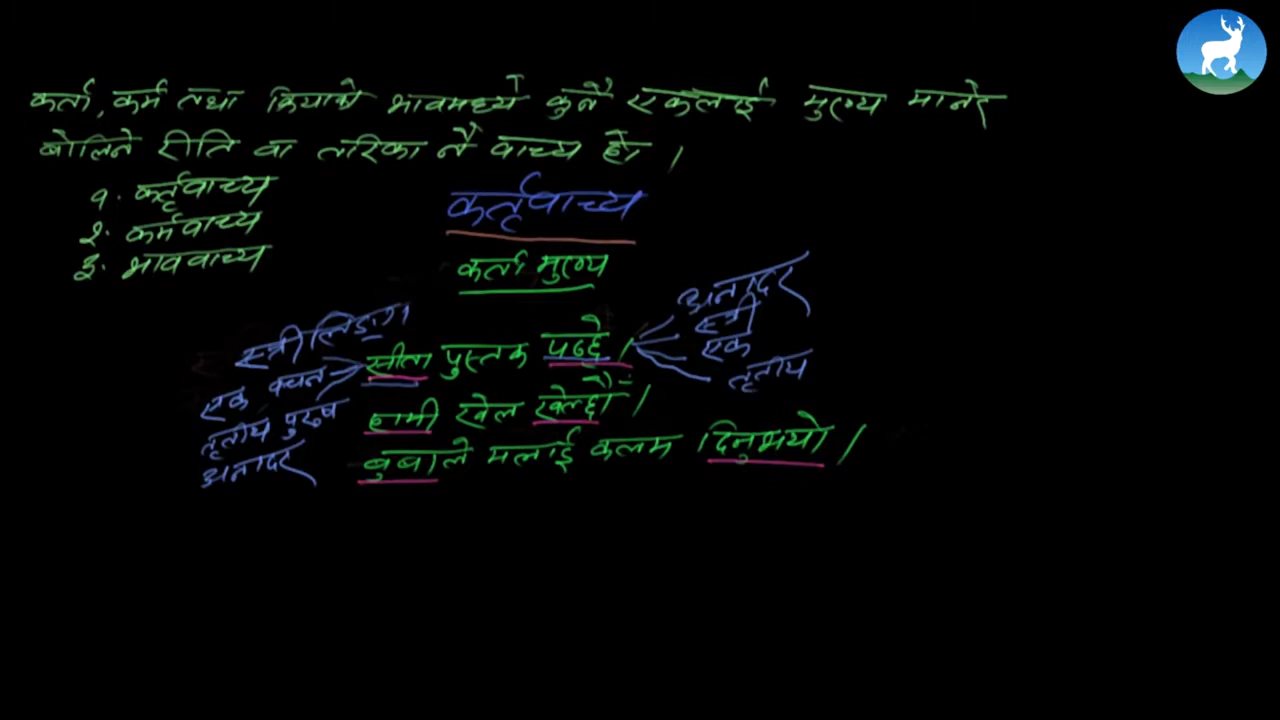 कर्ता, कर्म तथा क्रियाको भावमध्ये कुनै एकलाई मुख्य मानेर
बोलिने रीति वा तरिका नै वाच्य हो ।
१. कर्तृवाच्य
२. कर्मवाच्य
३. भाववाच्य
कर्तृवाच्य
कर्ता मुख्य
स्त्रीलिङ्ग
एक वचन
तृतीय पुरुष
अनादर
सीता पुस्तक पढ्छे ।
अनादर
स्त्री
एक
तृतीय
हामी खेल खेल्छौं ।
बुबाले मलाई कलम दिनुभयो ।